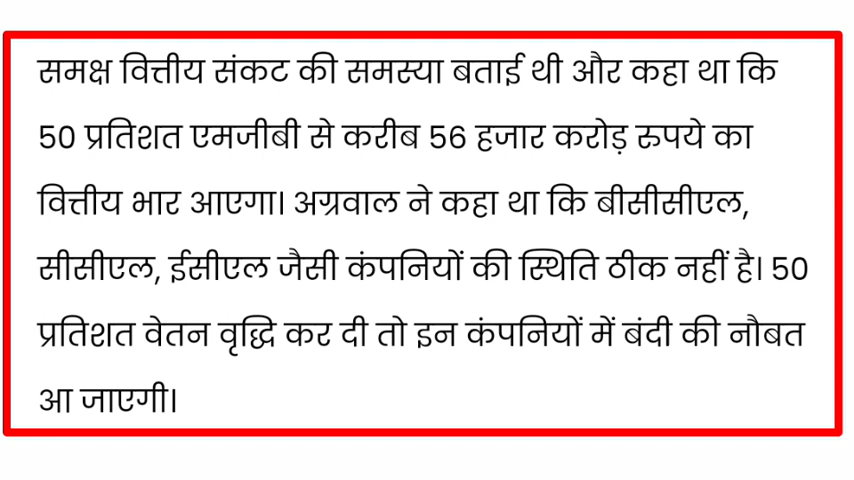 समक्ष वित्तीय संकट की समस्या बताई थी और कहा था कि
50 प्रतिशत एमजीबी से करीब 56 हजार करोड़ रुपये का
वित्तीय भार आएगा। अग्रवाल ने कहा था कि बीसीसीएल,
सीसीएल, ईसीएल जैसी कंपनियों की स्थिति ठीक नहीं है। 50
प्रतिशत वेतन वृद्धि कर दी तो इन कंपनियों में बंदी की नौबत
आ जाएगी।